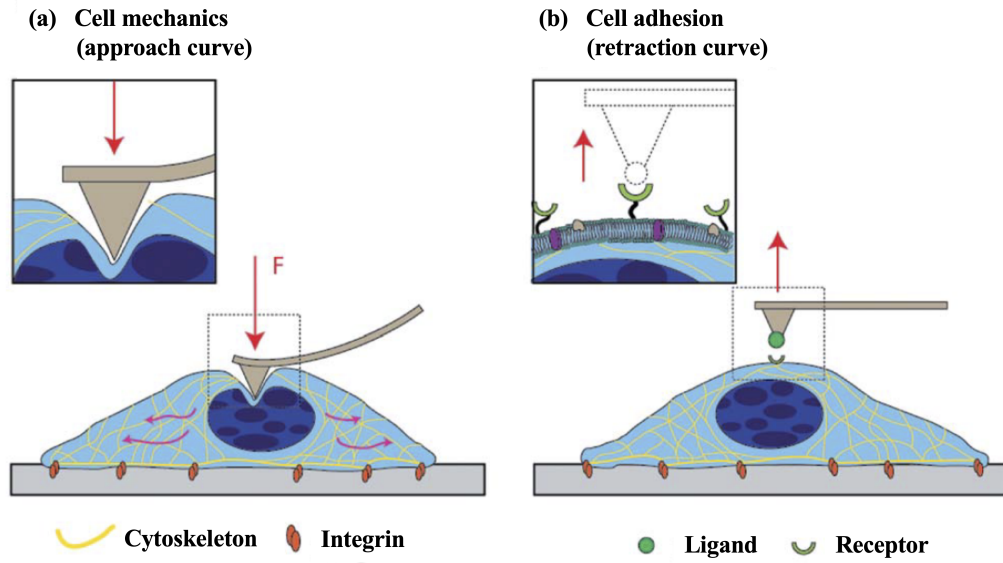 (a) Cell mechanics
(approach curve)
(b) Cell adhesion
(retraction curve)
F
Cytoskeleton
Integrin
Ligand
Receptor